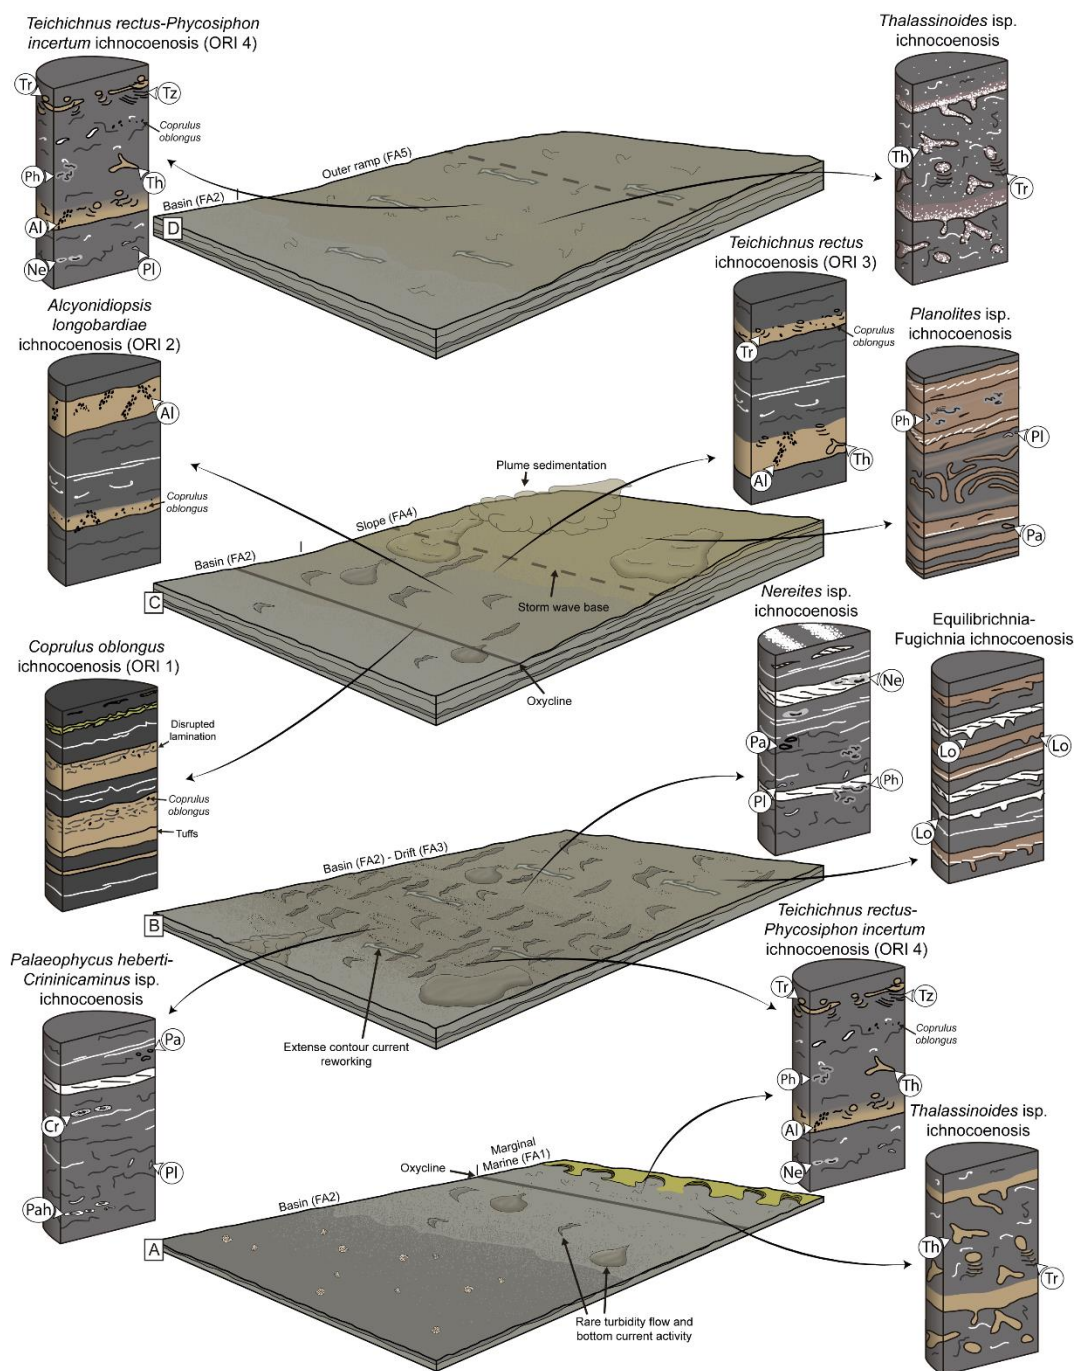 Teichichnus rectus-Phycosiphon
incertum ichnocoenosis (ORI 4)
Tr
Tz
Coprulus
oblongus
Ph
Th
Al
Ne
Pl
Thalassinoides isp.
ichnocoenosis
Th
Tr
Basin (FA2)
Outer ramp (FA5)
D
Alcyonidiopsis
longobardiae
ichnocoenosis (ORI 2)
Al
Coprulus
oblongus
Teichichnus rectus
ichnocoenosis (ORI 3)
Tr
Coprulus
oblongus
Al
Th
Planolites isp.
ichnocoenosis
Ph
Pl
Pa
Plume sedimentation
Slope (FA4)
Basin (FA2)
Storm wave base
Oxycline
C
Coprulus oblongus
ichnocoenosis (ORI 1)
Disrupted
lamination
Coprulus
oblongus
Tuffs
Nereites isp.
ichnocoenosis
Ne
Pa
Ph
Pl
Equilibrichnia-
Fugichnia ichnocoenosis
Lo
Lo
Lo
Basin (FA2) - Drift (FA3)
B
Extense contour current
reworking
Palaeophycus heberti-
Crininicaminus isp.
ichnocoenosis
Pa
Cr
Pl
Pah
Teichichnus rectus-
Phycosiphon incertum
ichnocoenosis (ORI 4)
Tr
Tz
Coprulus
oblongus
Ph
Th
Al
Ne
Thalassinoides isp.
ichnocoenosis
Th
Tr
Oxycline
Marginal
Marine (FA1)
Basin (FA2)
A
Rare turbidity flow and
bottom current activity